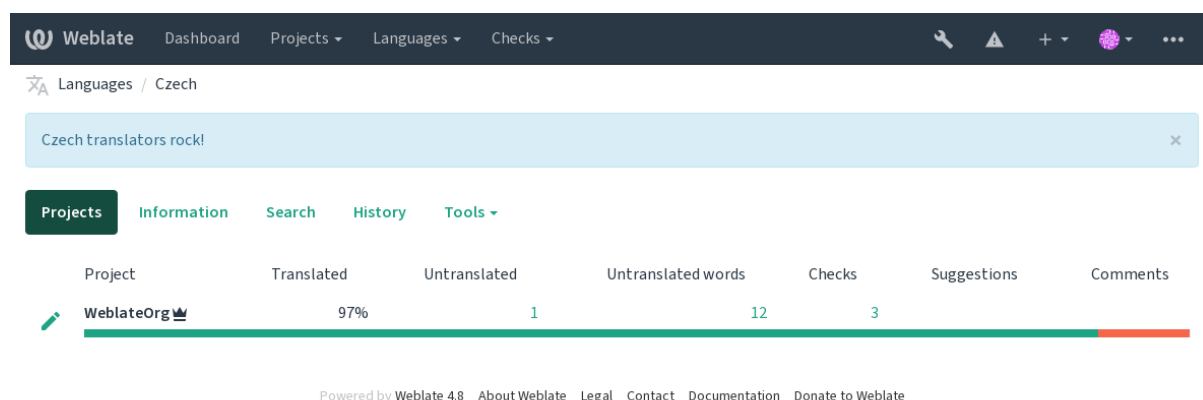 Weblate Dashboard Projects Languages Checks
Languages / Czech
Czech translators rock!
Projects Information Search History Tools
Project Translated Untranslated Untranslated words Checks Suggestions Comments
WeblateOrg 97% 1 12 3
Powered by Weblate 4.8 About Weblate Legal Contact Documentation Donate to Weblate